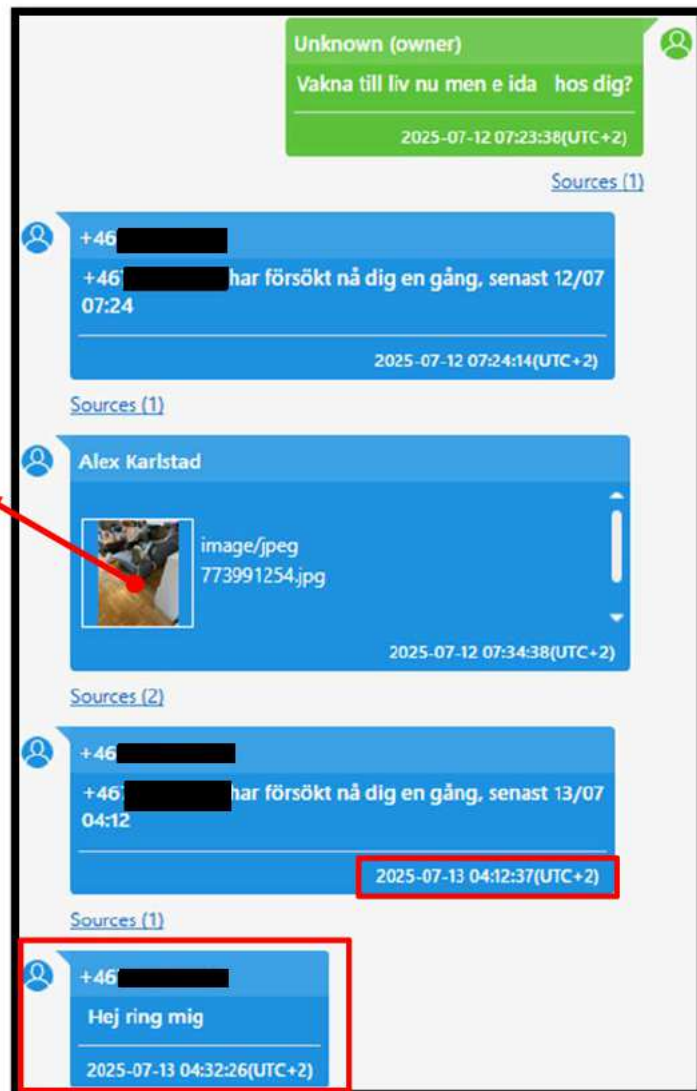 Unknown (owner)
Vakna till liv nu men e ida hos dig?
2025-07-12 07:23:38(UTC+2)
Sources (1)
+46
+46 har försökt nå dig en gång, senast 12/07
07:24
2025-07-12 07:24:14(UTC+2)
Sources (1)
Alex Karlstad
image/jpeg
773991254.jpg
2025-07-12 07:34:38(UTC+2)
Sources (2)
+46
+46 har försökt nå dig en gång, senast 13/07
04:12
2025-07-13 04:12:37(UTC+2)
Sources (1)
+46
Hej ring mig
2025-07-13 04:32:26(UTC+2)